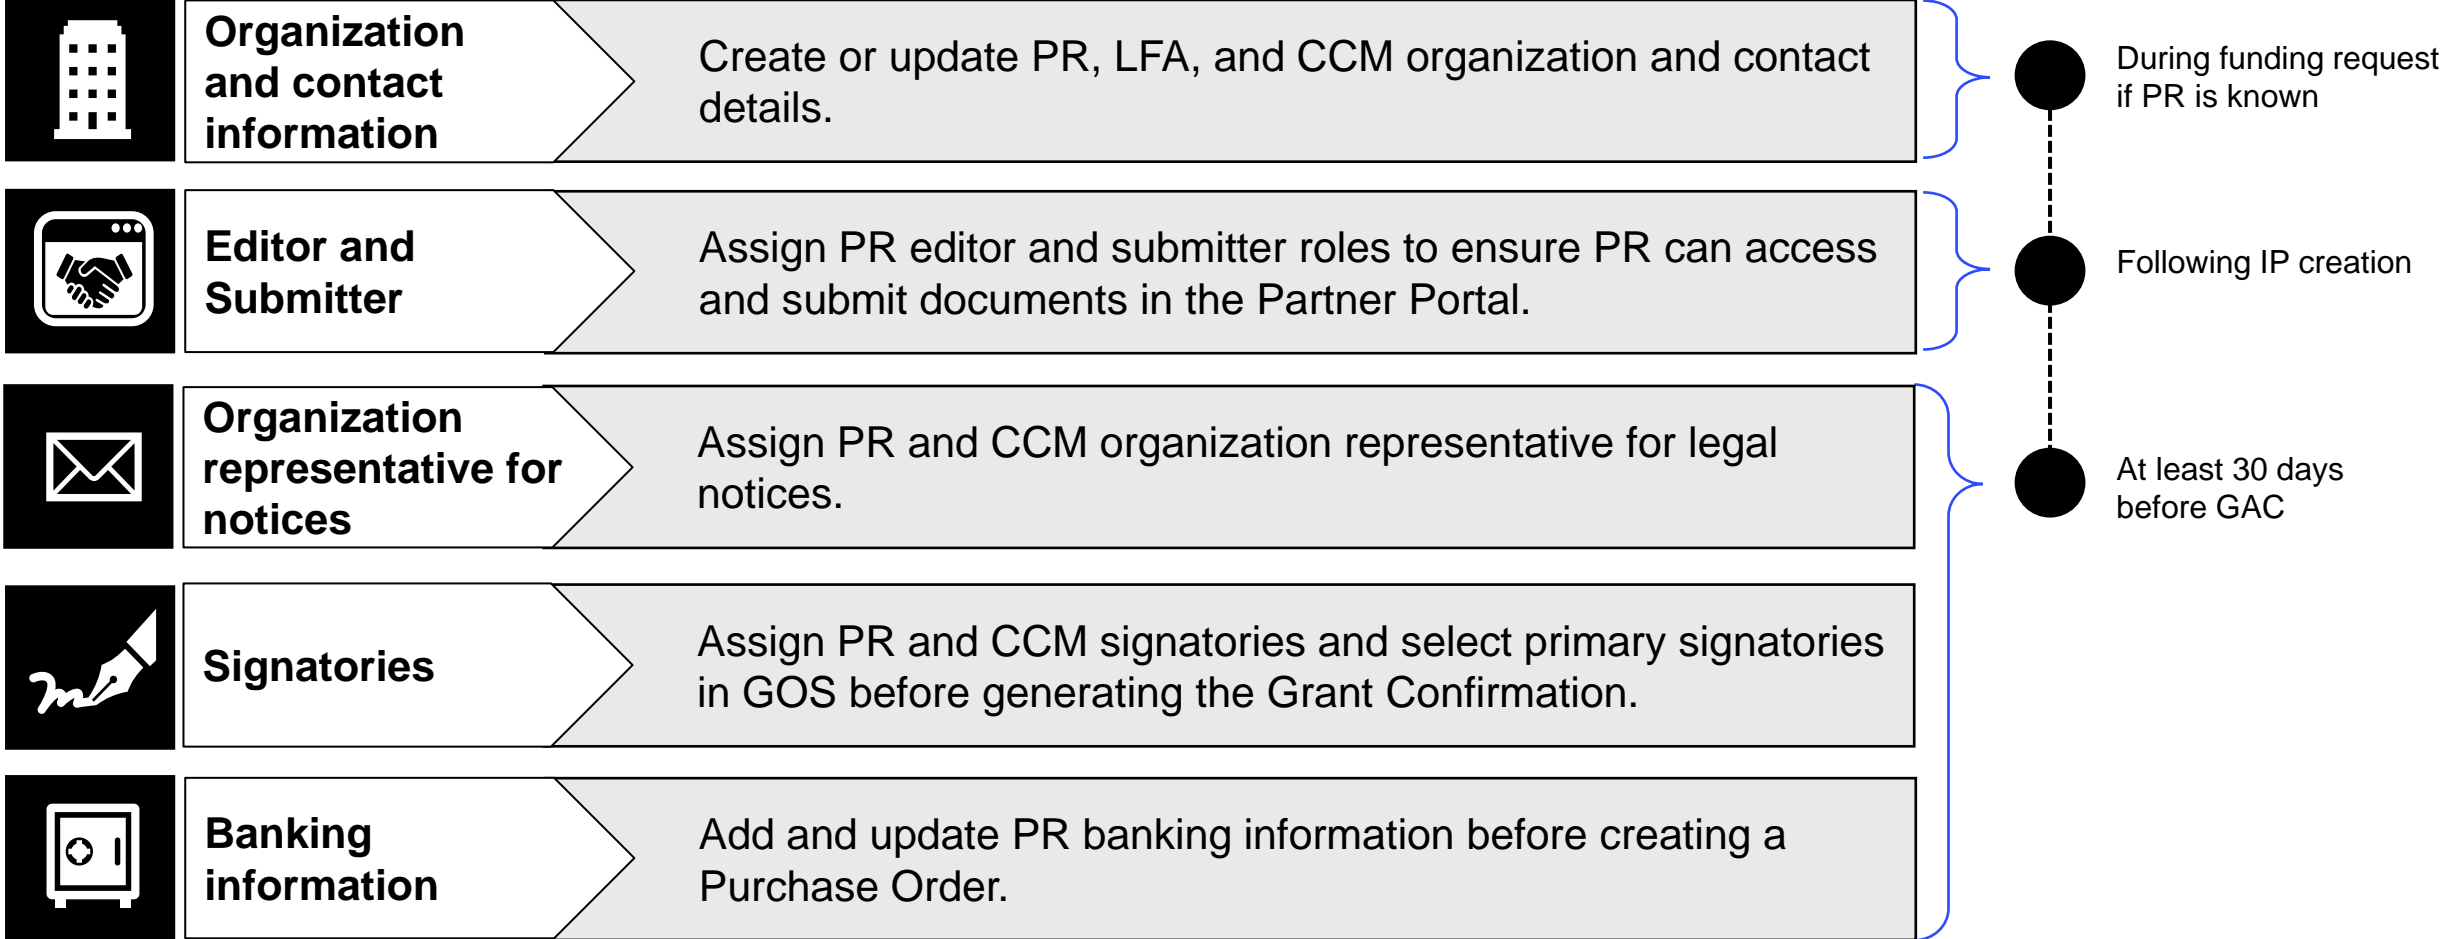 Organization
and contact
information
Create or update PR, LFA, and CCM organization and contact
details.
During funding request
if PR is known
Editor and
Submitter
Assign PR editor and submitter roles to ensure PR can access
and submit documents in the Partner Portal.
Following IP creation
Organization
representative for
notices
Assign PR and CCM organization representative for legal
notices.
At least 30 days
before GAC
Signatories
Assign PR and CCM signatories and select primary signatories
in GOS before generating the Grant Confirmation.
Banking
information
Add and update PR banking information before creating a
Purchase Order.